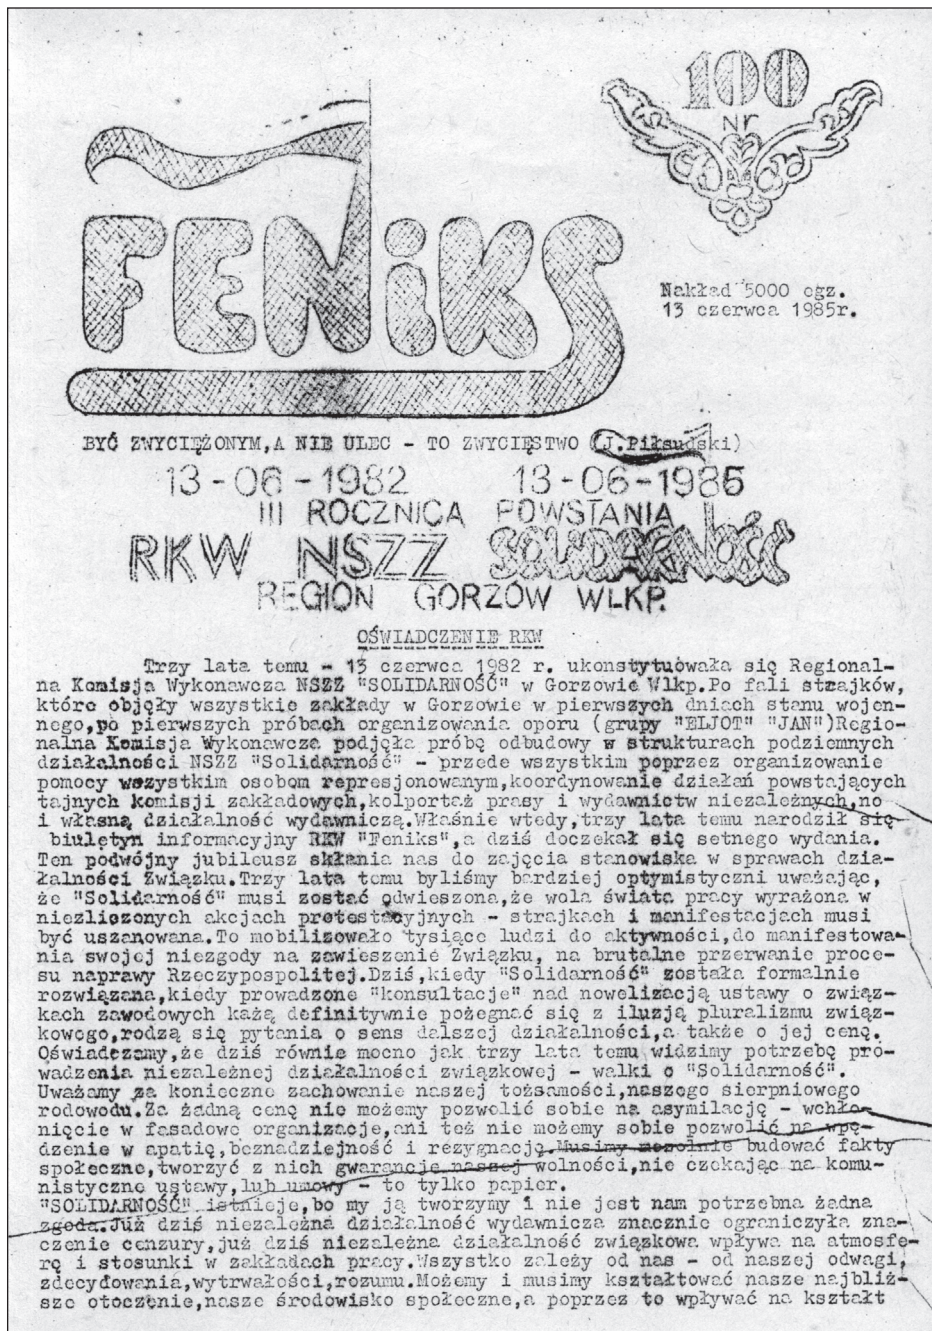 100
Nr
FENiKS
Nakład 5000 egz.
13 czerwca 1985r.
BYĆ ZWYCIĘŻONYM,A NIE ULEC - TO ZWYCIĘSTWO (J.Piłsudski)
13-06-1982 13-06-1985
III ROCZNICA POWSTANIA
RKW NSZZ SOLIDARNOŚĆ
REGION GORZÓW WLKP.
OŚWIADCZENIE RKW
Trzy lata temu - 13 czerwca 1982 r. ukonstytuowała się Regional-
na Komisja Wykonawcza NSZZ "SOLIDARNOŚĆ" w Gorzowie Wlkp.Po fali strajków,
które objęły wszystkie zakłady w Gorzowie w pierwszych dniach stanu wojen-
nego,po pierwszych próbach organizowania oporu (grupy "ELJOT" "JAN")Regio-
nalna Komisja Wykonawcza podjęła próbę odbudowy w strukturach podziemnych
działalności NSZZ "Solidarność" - przede wszystkim poprzez organizowanie
pomocy wszystkim osobom represjonowanym,koordynowanie działań powstających
tajnych komisji zakładowych,kolportaż prasy i wydawnictw niezależnych,no
i własną działalność wydawniczą.Właśnie wtedy,trzy lata temu narodził się
biuletyn informacyjny RKW "Feniks",a dziś doczekał się setnego wydania.
Ten podwójny jubileusz skłania nas do zajęcia stanowiska w sprawach dzia-
łalności Związku.Trzy lata temu byliśmy bardziej optymistyczni uważając,
że "Solidarność" musi zostać odwieszona,że wola świata pracy wyrażona w
niezliczonych akcjach protestacyjnych - strajkach i manifestacjach musi
być uszanowana.To mobilizowało tysiące ludzi do aktywności,do manifestowa-
nia swojej niezgody na zawieszenie Związku, na brutalne przerwanie proce-
su naprawy Rzeczypospolitej.Dziś,kiedy "Solidarność" została formalnie
rozwiązana,kiedy prowadzone "konsultacje" nad nowelizacją ustawy o związ-
kach zawodowych każą definitywnie pożegnać się z iluzją pluralizmu związ-
kowego,rodzą się pytania o sens dalszej działalności,a także o jej cenę.
Oświadczamy,że dziś równie mocno jak trzy lata temu widzimy potrzebę pro-
wadzenia niezależnej działalności związkowej - walki o "Solidarność".
Uważamy za konieczne zachowanie naszej tożsamości,naszego sierpniowego
rodowodu.Za żadną cenę nie możemy pozwolić sobie na asymilację - wchło-
nięcie w fasadowe organizacje,ani też nie możemy sobie pozwolić na wpę-
dzenie w apatię,beznadziejność i rezygnację.Musimy mozolnie budować fakty
społeczne,tworzyć z nich gwarancje naszej wolności,nie czekając na komu-
nistyczne ustawy,lub umowy - to tylko papier.
"SOLIDARNOŚĆ" istnieje,bo my ją tworzymy i nie jest nam potrzebna żadna
zgoda.Już dziś niezależna działalność wydawnicza znacznie ograniczyła zna-
czenie cenzury,już dziś niezależna działalność związkowa wpływa na atmosfe-
rę i stosunki w zakładach pracy.Wszystko zależy od nas - od naszej odwagi,
zdecydowania,wytrwałości,rozumu.Możemy i musimy kształtować nasze najbliż-
sze otoczenie,nasze środowisko społeczne,a poprzez to wpływać na kształt